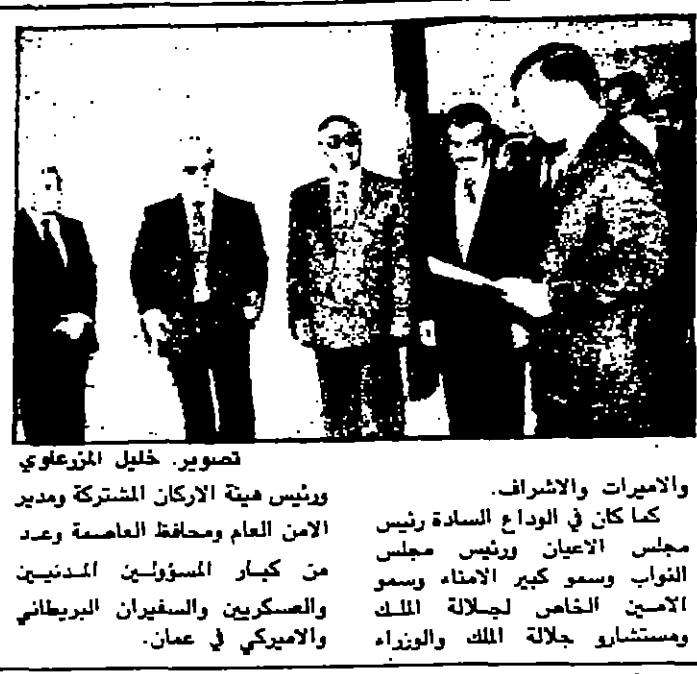 تصوير. خليل المزرعاوي
والاميرات والاشراف.
كما كان في الوداع السادة رئيس
مجلس الاعيان ورئيس مجلس
النواب وسمو كبير الامناء وسمو
الامين الخاص لجلالة الملك
ومستشارو جلالة الملك والوزراء
ورئيس هيئة الاركان المشتركة ومدير
الامن العام ومحافظ العاصمة وعدد
من كبار المسؤولين المدنيين
والعسكريين والسفيران البريطاني
والاميركي في عمان.